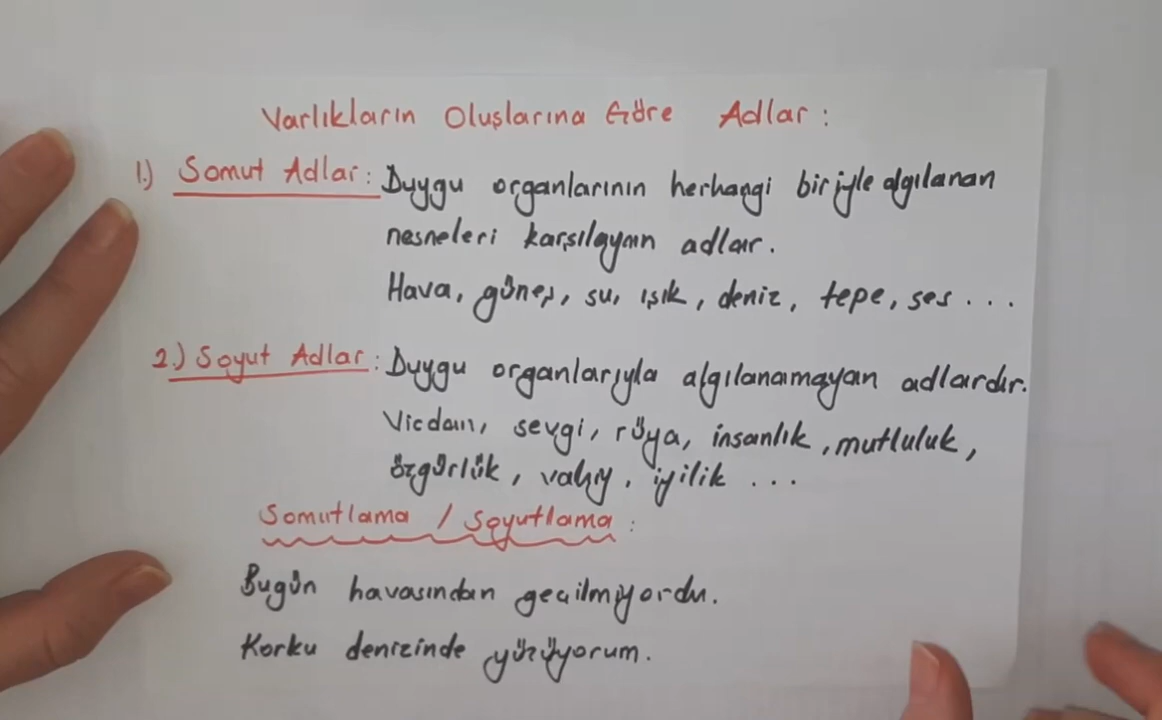 Varlıkların Oluşlarına Göre Adlar :
1.) Somut Adlar : Duygu organlarının herhangi biriyle algılanan
nesneleri karşılayan adlar.
Hava, güneş, su, ışık, deniz, tepe, ses ...
2.) Soyut Adlar : Duygu organlarıyla algılanamayan adlardır.
Vicdan, sevgi, rüya, insanlık, mutluluk,
özgürlük, vahiy, iyilik ...
Somutlama / Soyutlama :
Bugün havasından geçilmiyordu.
Korku denizinde yüzüyorum.